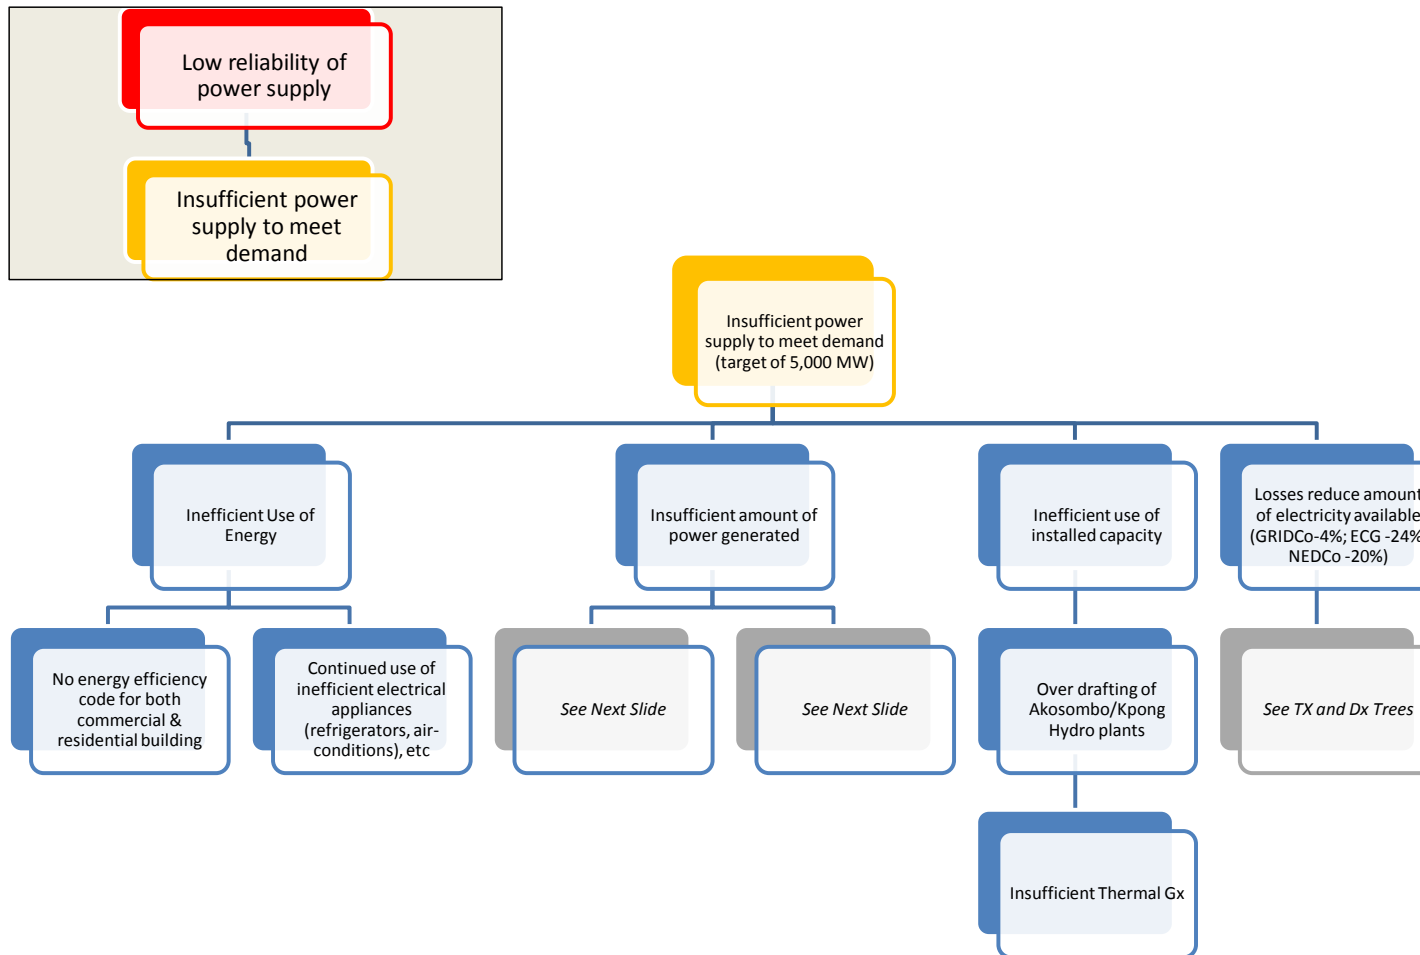 Low reliability of
power supply
Insufficient power
supply to meet
demand
Insufficient power
supply to meet demand
(target of 5,000 MW)
Inefficient Use of
Energy
Insufficient amount of
power generated
Inefficient use of
installed capacity
Losses reduce amount
of electricity available
(GRIDCo-4%; ECG -24%
NEDCo -20%)
No energy efficiency
code for both
commercial &
residential building
Continued use of
inefficient electrical
appliances
(refrigerators, air-
conditions), etc
See Next Slide
See Next Slide
Over drafting of
Akosombo/Kpong
Hydro plants
See TX and Dx Trees
Insufficient Thermal Gx